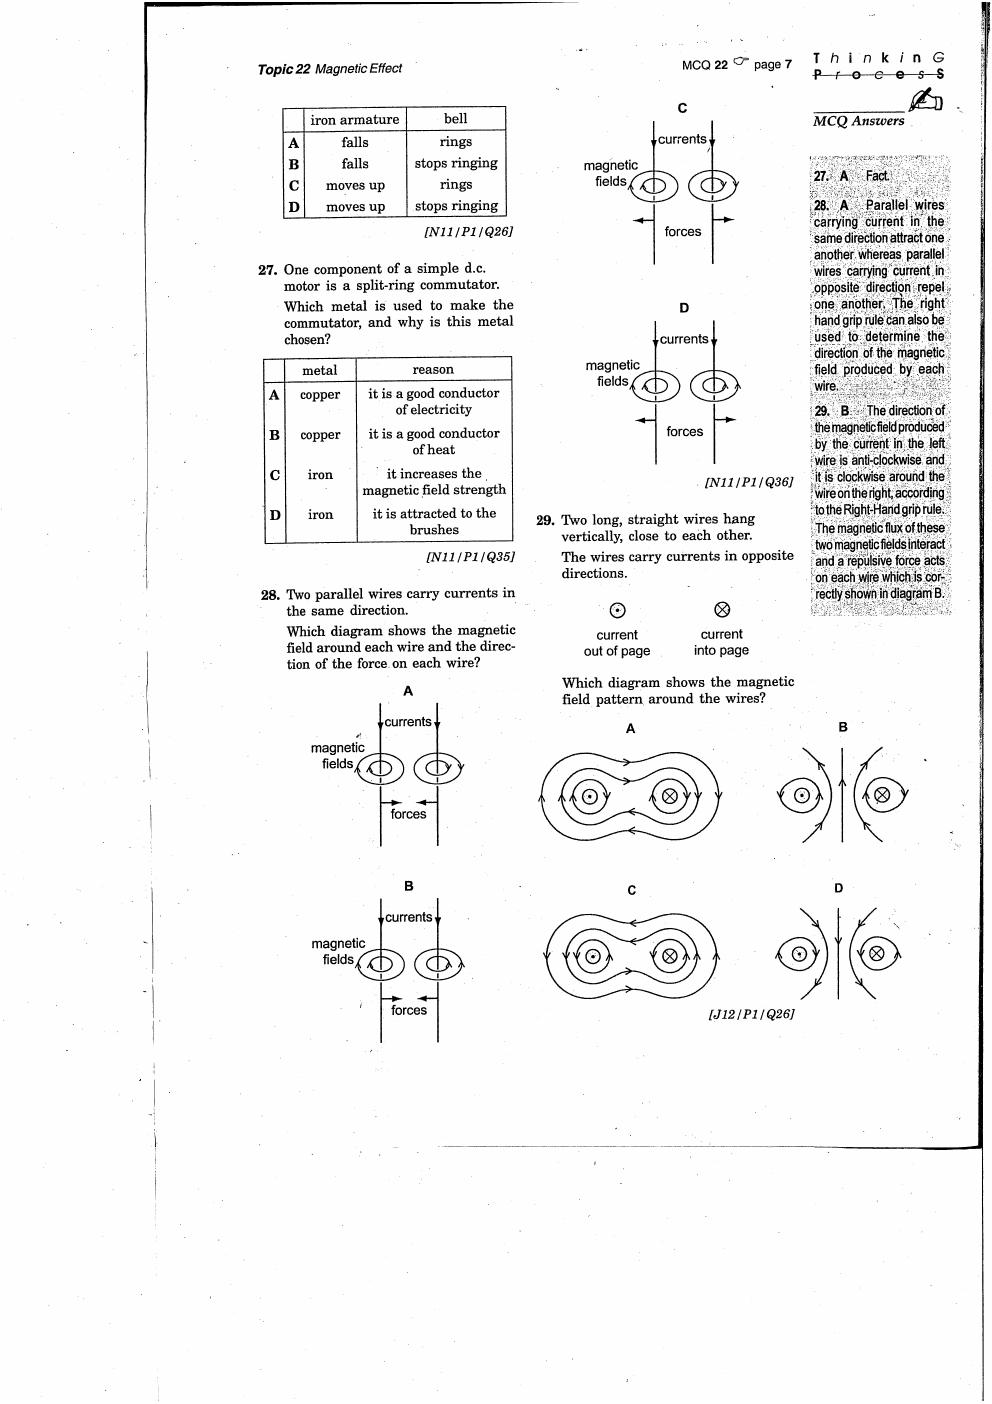 Topic 22 Magnetic Effect
MCQ 22 ☞ page 7
ThinkinG
ProcesS
MCQ Answers
iron armature bell
A falls rings
B falls stops ringing
C moves up rings
D moves up stops ringing
[N11/P1/Q26]
27. One component of a simple d.c.
motor is a split-ring commutator.
Which metal is used to make the
commutator, and why is this metal
chosen?
metal reason
A copper it is a good conductor
of electricity
B copper it is a good conductor
of heat
C iron it increases the
magnetic field strength
D iron it is attracted to the
brushes
[N11/P1/Q35]
28. Two parallel wires carry currents in
the same direction.
Which diagram shows the magnetic
field around each wire and the direc-
tion of the force on each wire?
A
currents
magnetic
fields
forces
B
currents
magnetic
fields
forces
C
currents
magnetic
fields
forces
D
currents
magnetic
fields
forces
[N11/P1/Q36]
29. Two long, straight wires hang
vertically, close to each other.
The wires carry currents in opposite
directions.
current current
out of page into page
Which diagram shows the magnetic
field pattern around the wires?
A B
C D
[J12/P1/Q26]
27. A Fact.
28. A Parallel wires
carrying current in the
same direction attract one
another whereas parallel
wires carrying current in
opposite direction repel
one another. The right
hand grip rule can also be
used to determine the
direction of the magnetic
field produced by each
wire.
29. B The direction of
the magnetic field produced
by the current in the left
wire is anti-clockwise and
it is clockwise around the
wire on the right, according
to the Right-Hand grip rule.
The magnetic flux of these
two magnetic fields interact
and a repulsive force acts
on each wire which is cor-
rectly shown in diagram B.